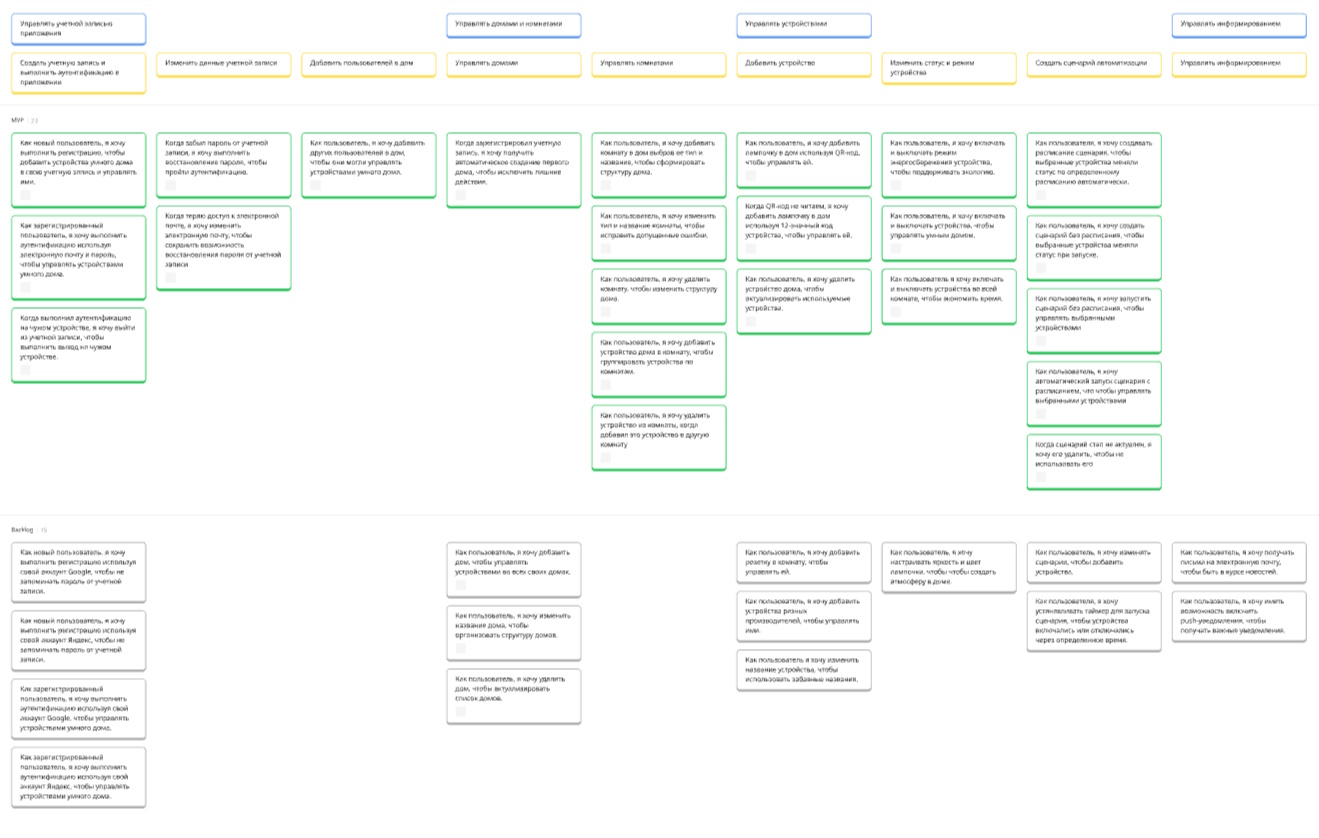 Управлять учетной записью
приложения
Управлять домами и комнатами
Управлять устройствами
Управлять информированием
Создать учетную запись и
выполнить аутентификацию в
приложении
Изменить данные учетной записи
Добавить пользователей в дом
Управлять домами
Управлять комнатами
Добавить устройство
Изменить статус и режим
устройства
Создать сценарий автоматизации
Управлять информированием
MVP
Как новый пользователь, я хочу
выполнить регистрацию, чтобы
добавить устройства умного дома
в свою учетную запись и управлять
ими.
Как зарегистрированный
пользователь, я хочу выполнить
аутентификацию используя
электронную почту и пароль,
чтобы управлять устройствами
умного дома.
Когда выполнил аутентификацию
на чужом устройстве, я хочу выйти
из учетной записи, чтобы
выполнить выход на чужом
устройстве.
Когда забыл пароль от учетной
записи, я хочу выполнить
восстановление пароля, чтобы
пройти аутентификацию.
Когда теряю доступ к электронной
почте, я хочу изменить
электронную почту, чтобы
сохранить возможность
восстановления пароля от учетной
записи
Как пользователь, я хочу добавить
других пользователей в дом,
чтобы они могли управлять
устройствами умного дома.
Когда зарегистрировал учетную
запись, я хочу получить
автоматическое создание первого
дома, чтобы исключить лишние
действия.
Как пользователь, я хочу добавить
комнату в дом выбрав ее тип и
название, чтобы сформировать
структуру дома.
Как пользователь, я хочу изменить
тип и название комнаты, чтобы
исправить допущенные ошибки.
Как пользователь, я хочу удалить
комнату, чтобы изменить структуру
дома.
Как пользователь, я хочу добавить
устройства дома в комнату, чтобы
группировать устройства по
комнатам.
Как пользователь, я хочу удалить
устройство из комнаты, когда
добавил это устройство в другую
комнату
Как пользователь, я хочу добавить
лампочку в дом используя QR-код,
чтобы управлять ей.
Когда QR-код не читаем, я хочу
добавить лампочку в дом
используя 12-значный код
устройства, чтобы управлять ей.
Как пользователь, я хочу удалить
устройство дома, чтобы
актуализировать используемые
устройства.
Как пользователь, я хочу включать
и выключать режим
энергосбережения устройства,
чтобы поддерживать экологию.
Как пользователь, я хочу включать
и выключать устройства, чтобы
управлять умным домом.
Как пользователь я хочу включать
и выключать устройства во всей
комнате, чтобы экономить время.
Как пользователя, я хочу создавать
расписание сценария, чтобы
выбранные устройства меняли
статус по определенному
расписанию автоматически.
Как пользователь, я хочу создать
сценарий без расписания, чтобы
выбранные устройства меняли
статус при запуске.
Как пользователь, я хочу запустить
сценарий без расписания, чтобы
управлять выбранными
устройствами
Как пользователь, я хочу
автоматический запуск сценария с
расписанием, что чтобы управлять
выбранными устройствами
Когда сценарий стал не актуален, я
хочу его удалить, чтобы не
использовать его
Backlog 15
Как новый пользователь, я хочу
выполнить регистрацию используя
свой аккаунт Google, чтобы не
запоминать пароль от учетной
записи.
Как новый пользователь, я хочу
выполнить регистрацию используя
свой аккаунт Яндекс, чтобы не
запоминать пароль от учетной
записи.
Как зарегистрированный
пользователь, я хочу выполнить
аутентификацию используя свой
аккаунт Google, чтобы управлять
устройствами умного дома.
Как зарегистрированный
пользователь, я хочу выполнить
аутентификацию используя свой
аккаунт Яндекс, чтобы управлять
устройствами умного дома.
Как пользователь, я хочу добавить
дом, чтобы управлять
устройствами во всех своих домах.
Как пользователь, я хочу изменить
название дома, чтобы
организовать структуру домов.
Как пользователь, я хочу удалить
дом, чтобы актуализировать
список домов.
Как пользователь, я хочу добавить
розетку в комнату, чтобы
управлять ей.
Как пользователь, я хочу добавить
устройства разных
производителей, чтобы управлять
ими.
Как пользователь я хочу изменить
название устройства, чтобы
использовать забавные названия.
Как пользователь, я хочу
настраивать яркость и цвет
лампочки, чтобы чтобы создать
атмосферу в доме.
Как пользователь, я хочу изменять
сценарии, чтобы добавить
устройства.
Как пользователя, я хочу
устанавливать таймер для запуска
сценария, чтобы устройства
включались или отключались
через определенное время.
Как пользователь, я хочу получать
письма на электронную почту,
чтобы быть в курсе новостей.
Как пользователь, я хочу иметь
возможность включить
push-уведомления, чтобы
получать важные уведомления.